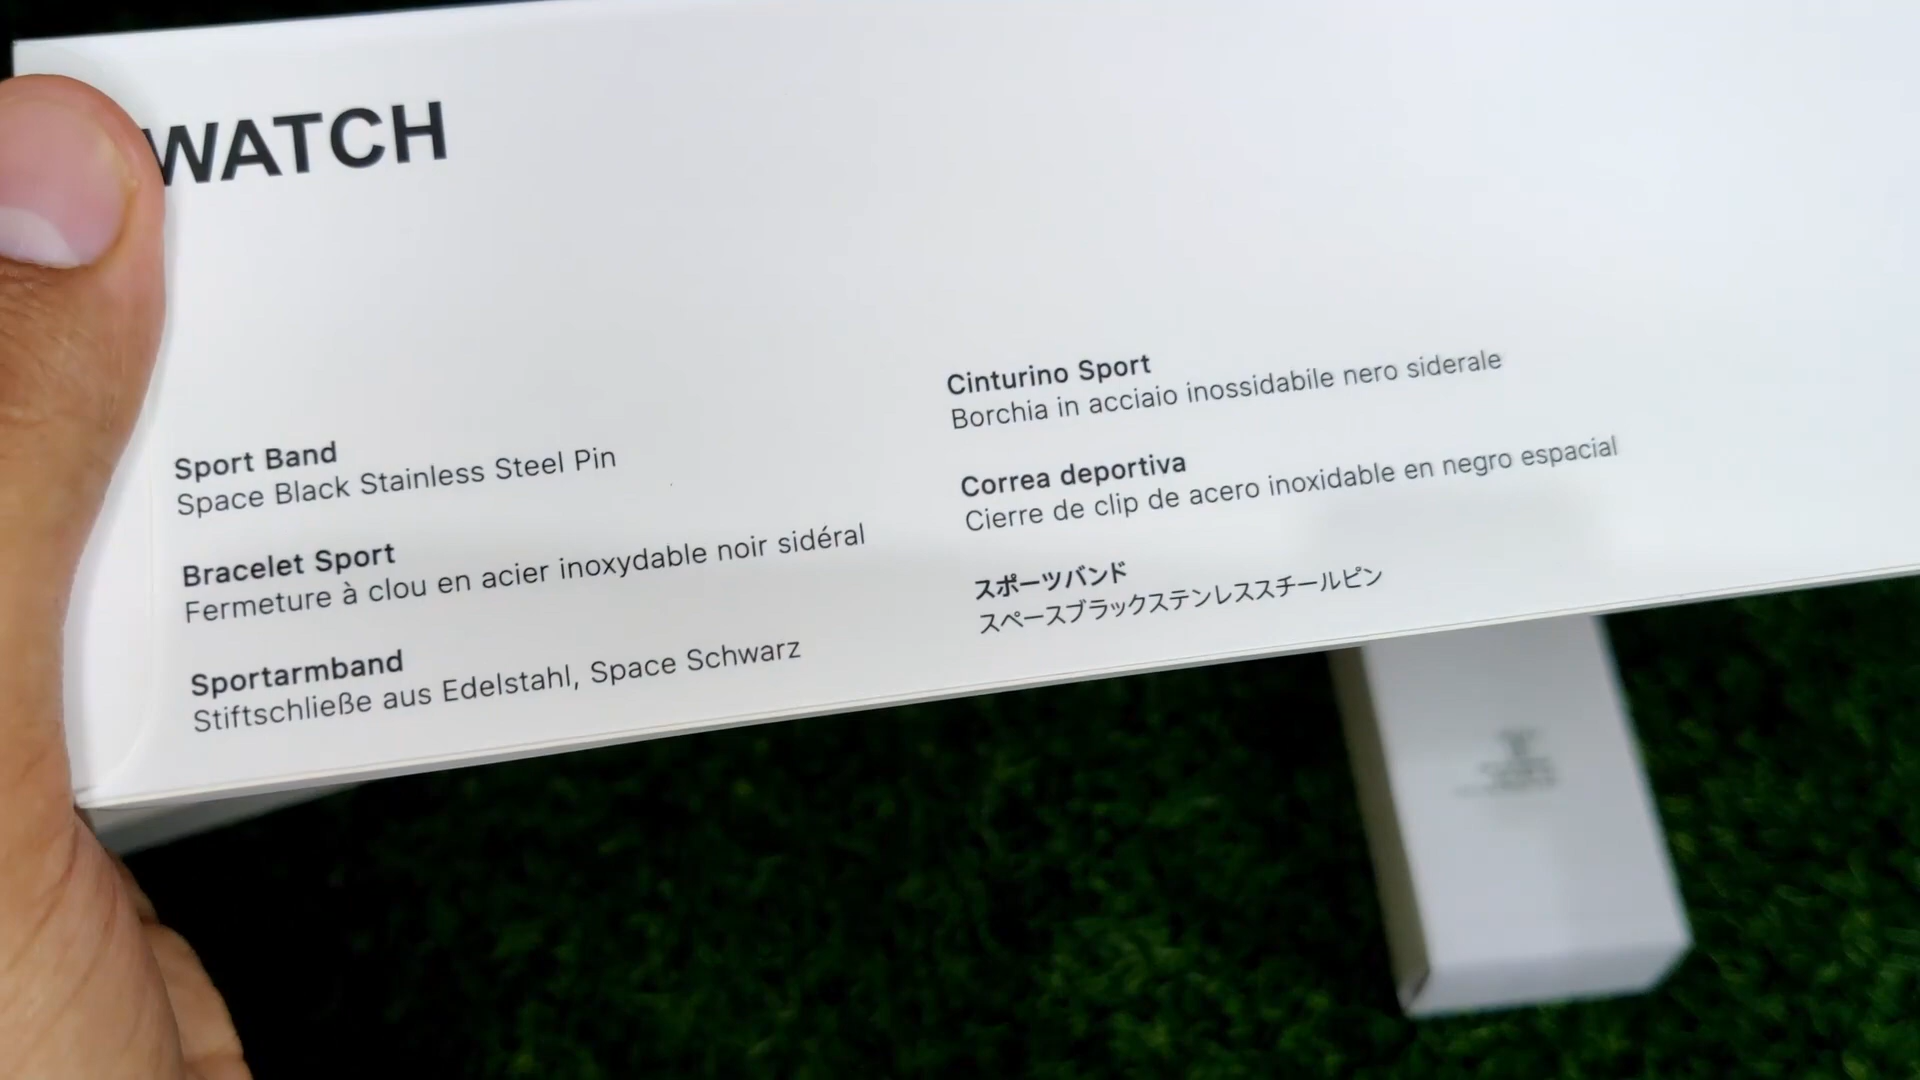 WATCH
Sport Band
Space Black Stainless Steel Pin
Bracelet Sport
Fermeture à clou en acier inoxydable noir sidéral
Sportarmband
Stiftschließe aus Edelstahl, Space Schwarz
Cinturino Sport
Borchia in acciaio inossidabile nero siderale
Correa deportiva
Cierre de clip de acero inoxidable en negro espacial
スポーツバンド
スペースブラックステンレススチールピン